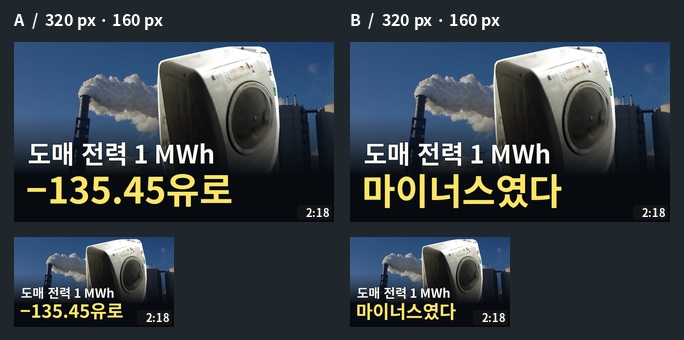 A / 320 px · 160 px
도매 전력 1 MWh
−135.45유로
2:18
도매 전력 1 MWh
−135.45유로
2:18
B / 320 px · 160 px
도매 전력 1 MWh
마이너스였다
2:18
도매 전력 1 MWh
마이너스였다
2:18